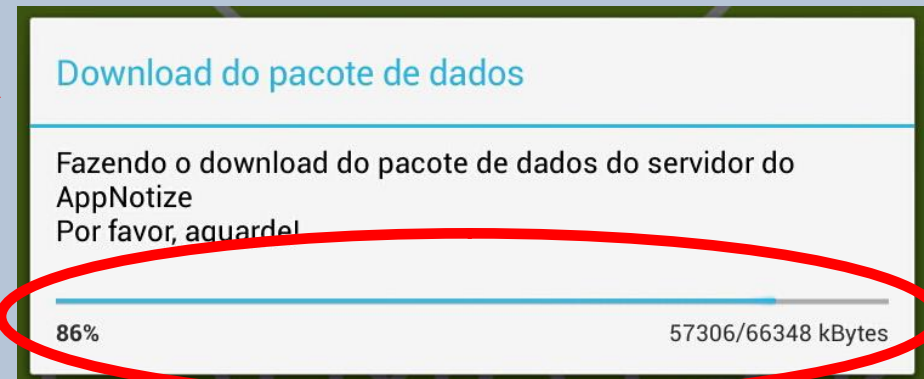 Download do pacote de dados
Fazendo o download do pacote de dados do servidor do
AppNotize
Por favor, aguarde!
86%
57306/66348 kBytes